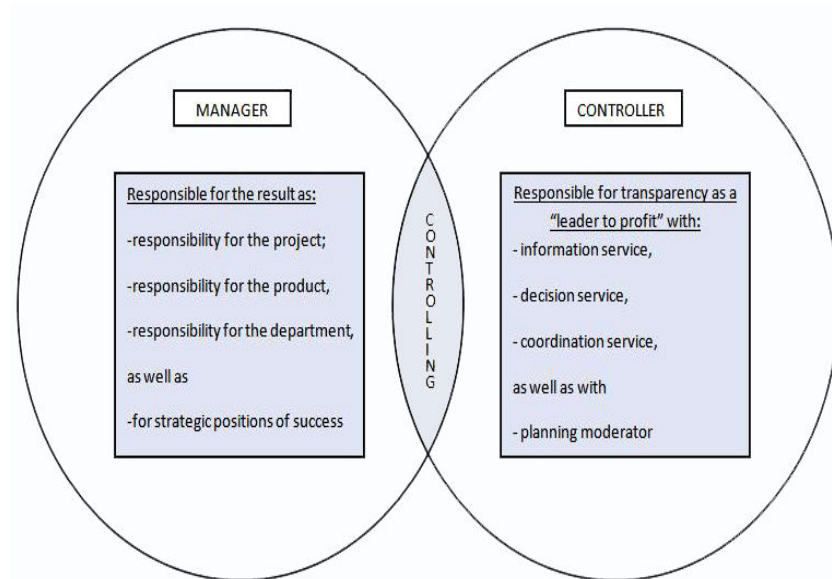 MANAGER
Responsible for the result as:
-responsibility for the project;
-responsibility for the product,
-responsibility for the department,
as well as
-for strategic positions of success
CONTROLLING
CONTROLLER
Responsible for transparency as a
“leader to profit” with:
- information service,
- decision service,
- coordination service,
as well as with
- planning moderator